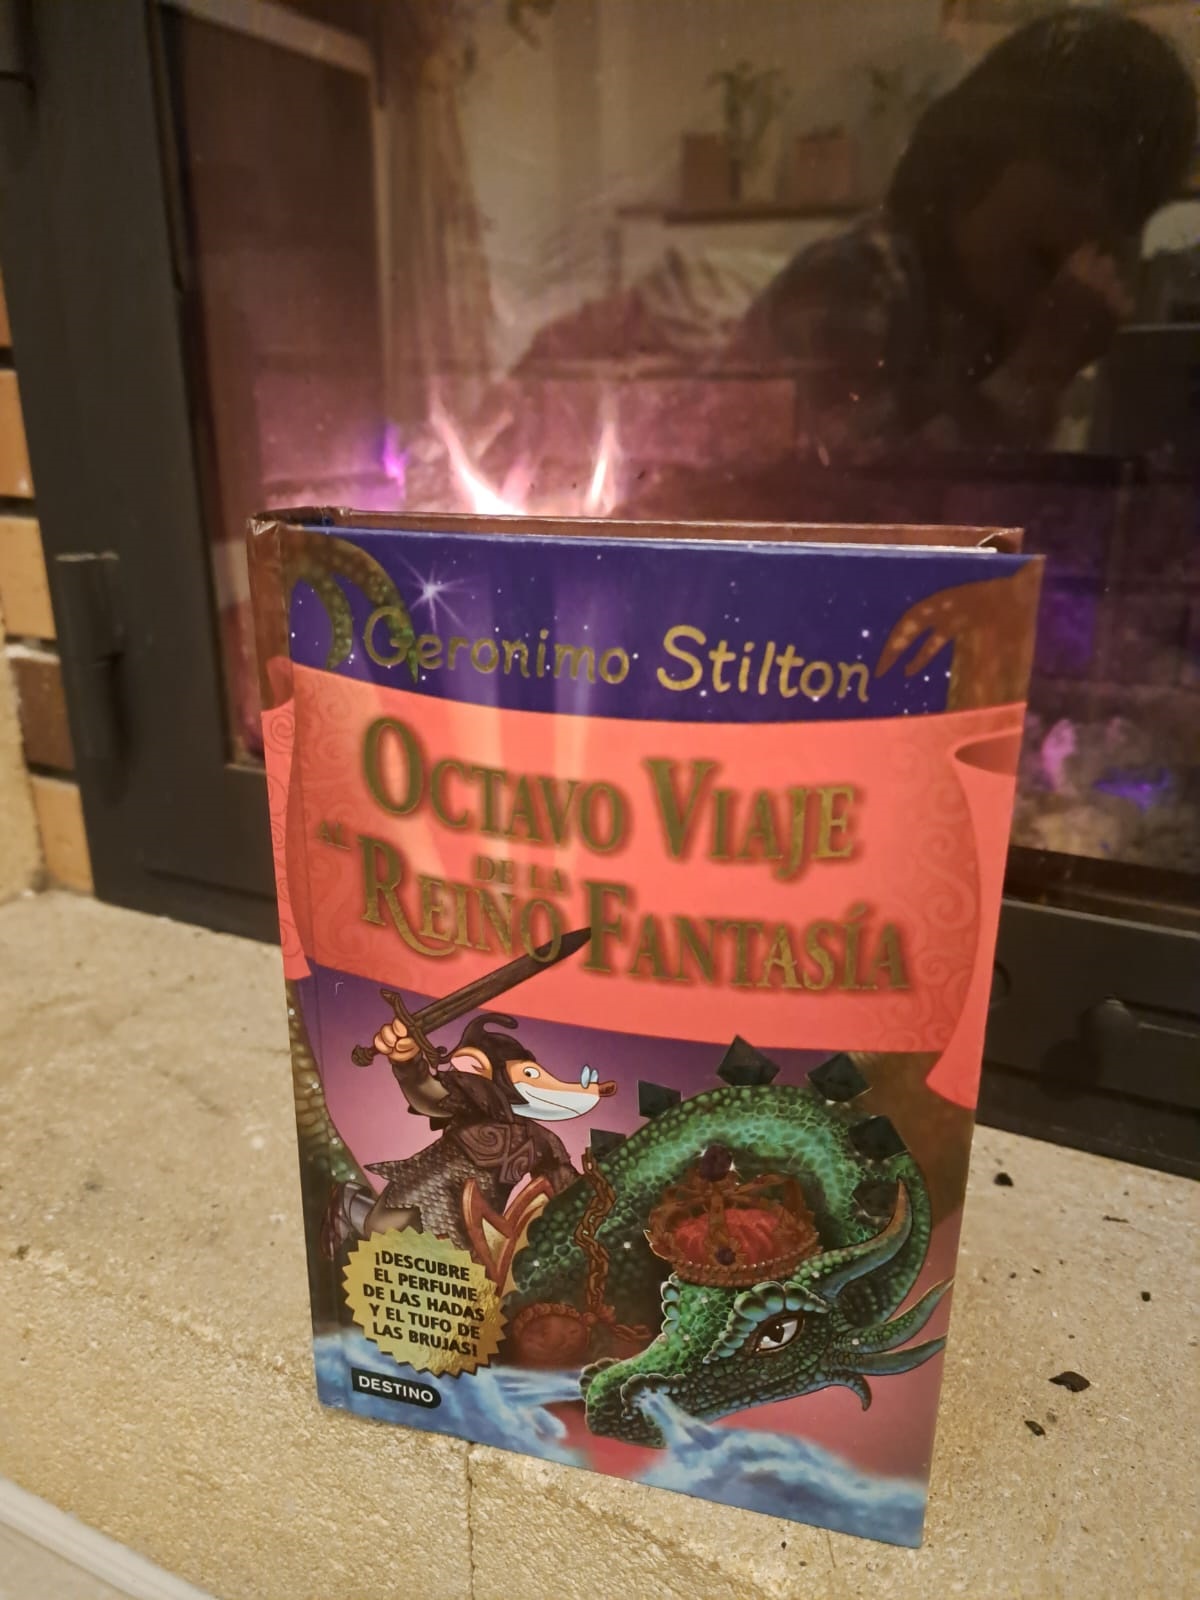 Geronimo Stilton
OCTAVO VIAJE
AL REINO DE LA FANTASÍA
¡DESCUBRE
EL PERFUME
DE LAS HADAS
Y EL TUFO DE
LAS BRUJAS!
DESTINO